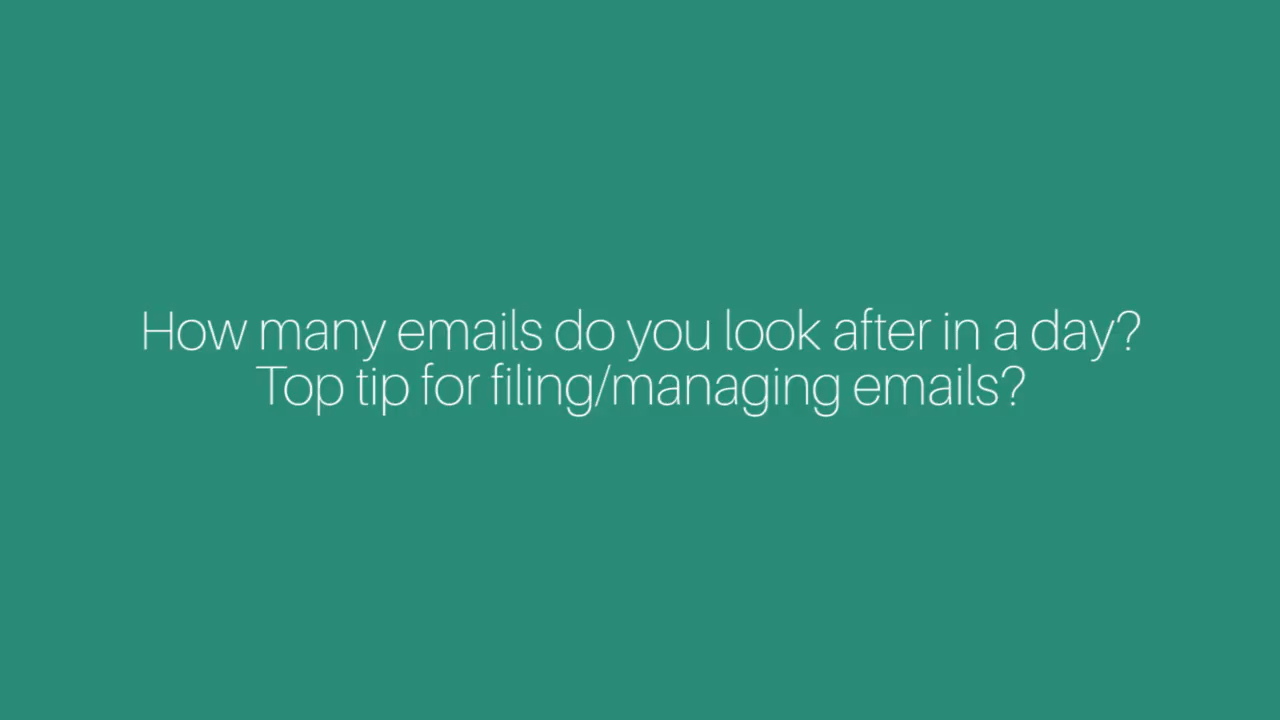 How many emails do you look after in a day?
Top tip for filing/managing emails?